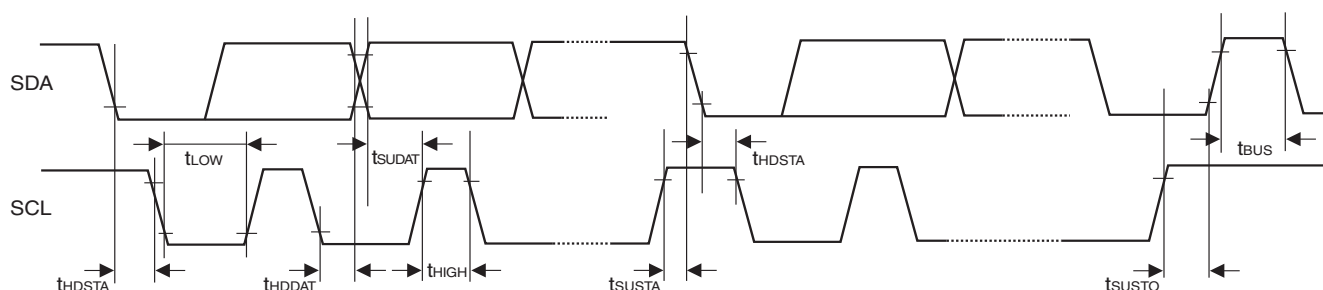 SDA
tLOW
tSUDAT
tHDSTA
tBUS
SCL
tHDSTA
tHDDAT
tHIGH
tSUSTA
tSUSTO